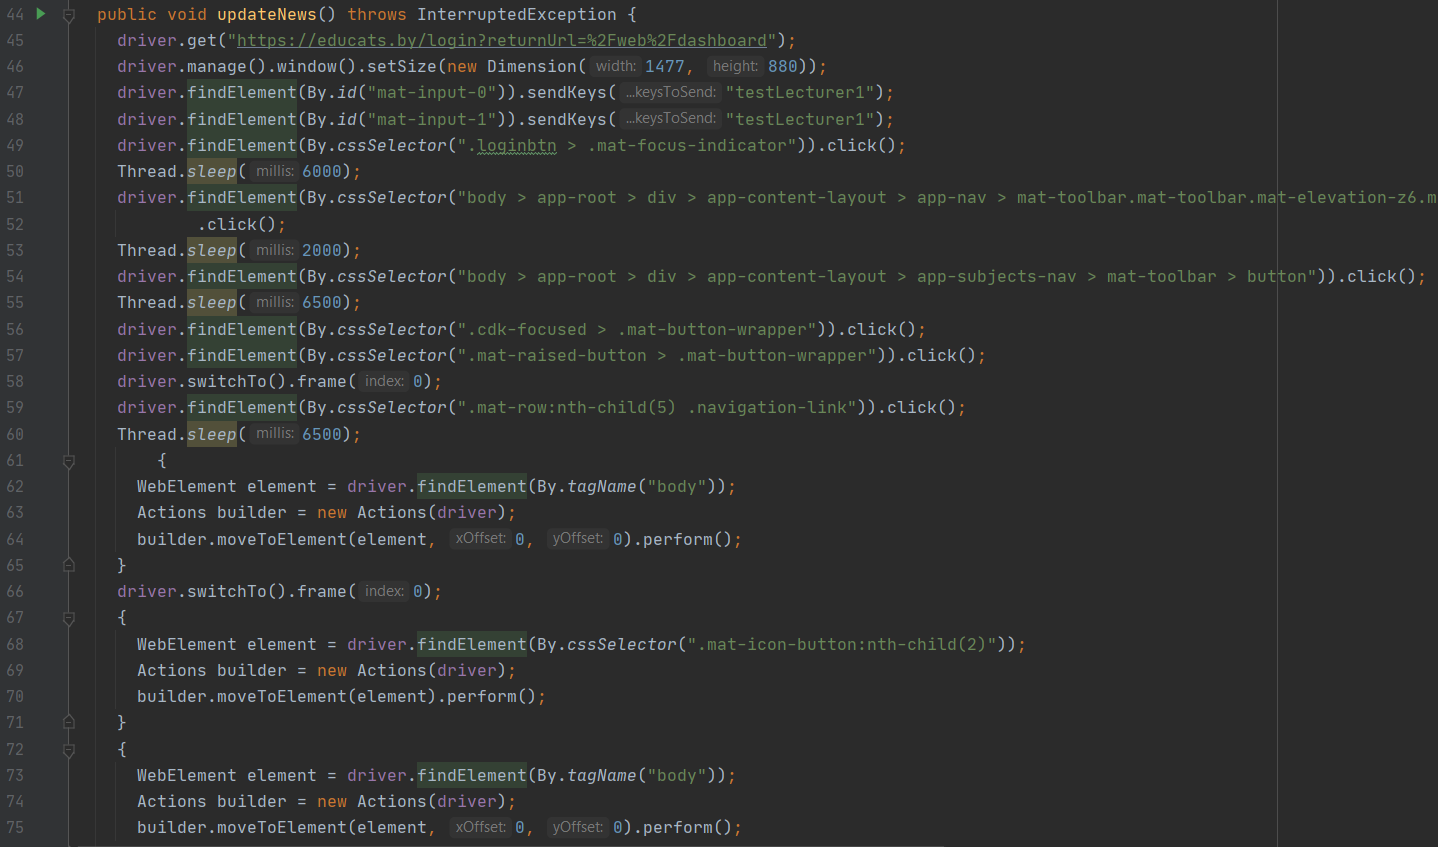 44 public void updateNews() throws InterruptedException {
45 driver.get("https://educats.by/login?returnUrl=%2Fweb%2Fdashboard");
46 driver.manage().window().setSize(new Dimension( width: 1477, height: 880));
47 driver.findElement(By.id("mat-input-0")).sendKeys( ...keysToSend: "testLecturer1");
48 driver.findElement(By.id("mat-input-1")).sendKeys( ...keysToSend: "testLecturer1");
49 driver.findElement(By.cssSelector(".loginbtn > .mat-focus-indicator")).click();
50 Thread.sleep( millis: 6000);
51 driver.findElement(By.cssSelector("body > app-root > div > app-content-layout > app-nav > mat-toolbar.mat-toolbar.mat-elevation-z6.m
52 .click();
53 Thread.sleep( millis: 2000);
54 driver.findElement(By.cssSelector("body > app-root > div > app-content-layout > app-subjects-nav > mat-toolbar > button")).click();
55 Thread.sleep( millis: 6500);
56 driver.findElement(By.cssSelector(".cdk-focused > .mat-button-wrapper")).click();
57 driver.findElement(By.cssSelector(".mat-raised-button > .mat-button-wrapper")).click();
58 driver.switchTo().frame( index: 0);
59 driver.findElement(By.cssSelector(".mat-row:nth-child(5) .navigation-link")).click();
60 Thread.sleep( millis: 6500);
61 {
62 WebElement element = driver.findElement(By.tagName("body"));
63 Actions builder = new Actions(driver);
64 builder.moveToElement(element, xOffset: 0, yOffset: 0).perform();
65 }
66 driver.switchTo().frame( index: 0);
67 {
68 WebElement element = driver.findElement(By.cssSelector(".mat-icon-button:nth-child(2)"));
69 Actions builder = new Actions(driver);
70 builder.moveToElement(element).perform();
71 }
72 {
73 WebElement element = driver.findElement(By.tagName("body"));
74 Actions builder = new Actions(driver);
75 builder.moveToElement(element, xOffset: 0, yOffset: 0).perform();